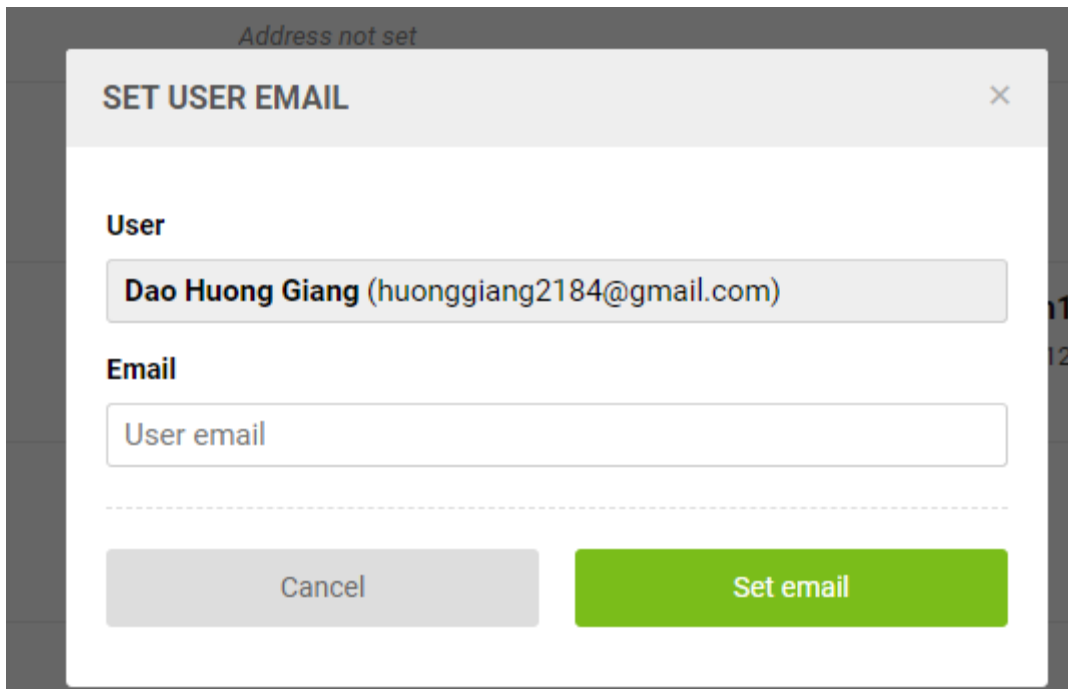 Address not set
SET USER EMAIL ×
User
Dao Huong Giang (huonggiang2184@gmail.com)
Email
User email
Cancel Set email